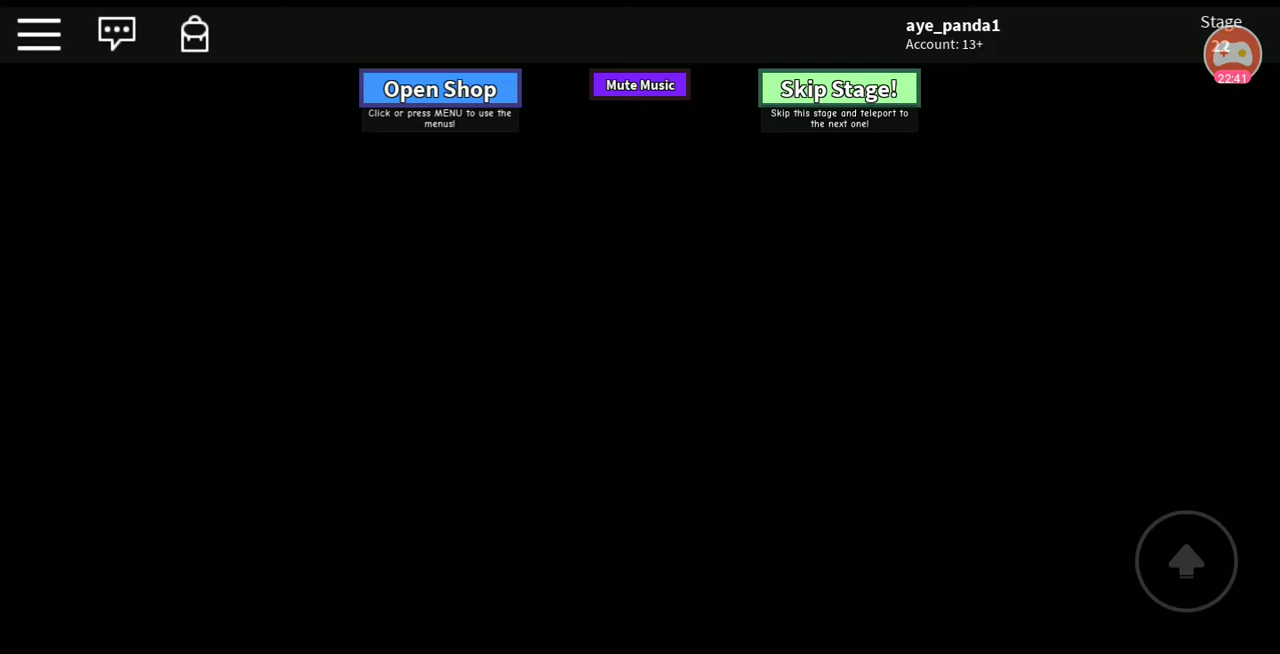 aye_panda1
Account: 13+
Stage
22
22:41
Open Shop
Click or press MENU to use the
menus!
Mute Music
Skip Stage!
Skip this stage and teleport to
the next one!